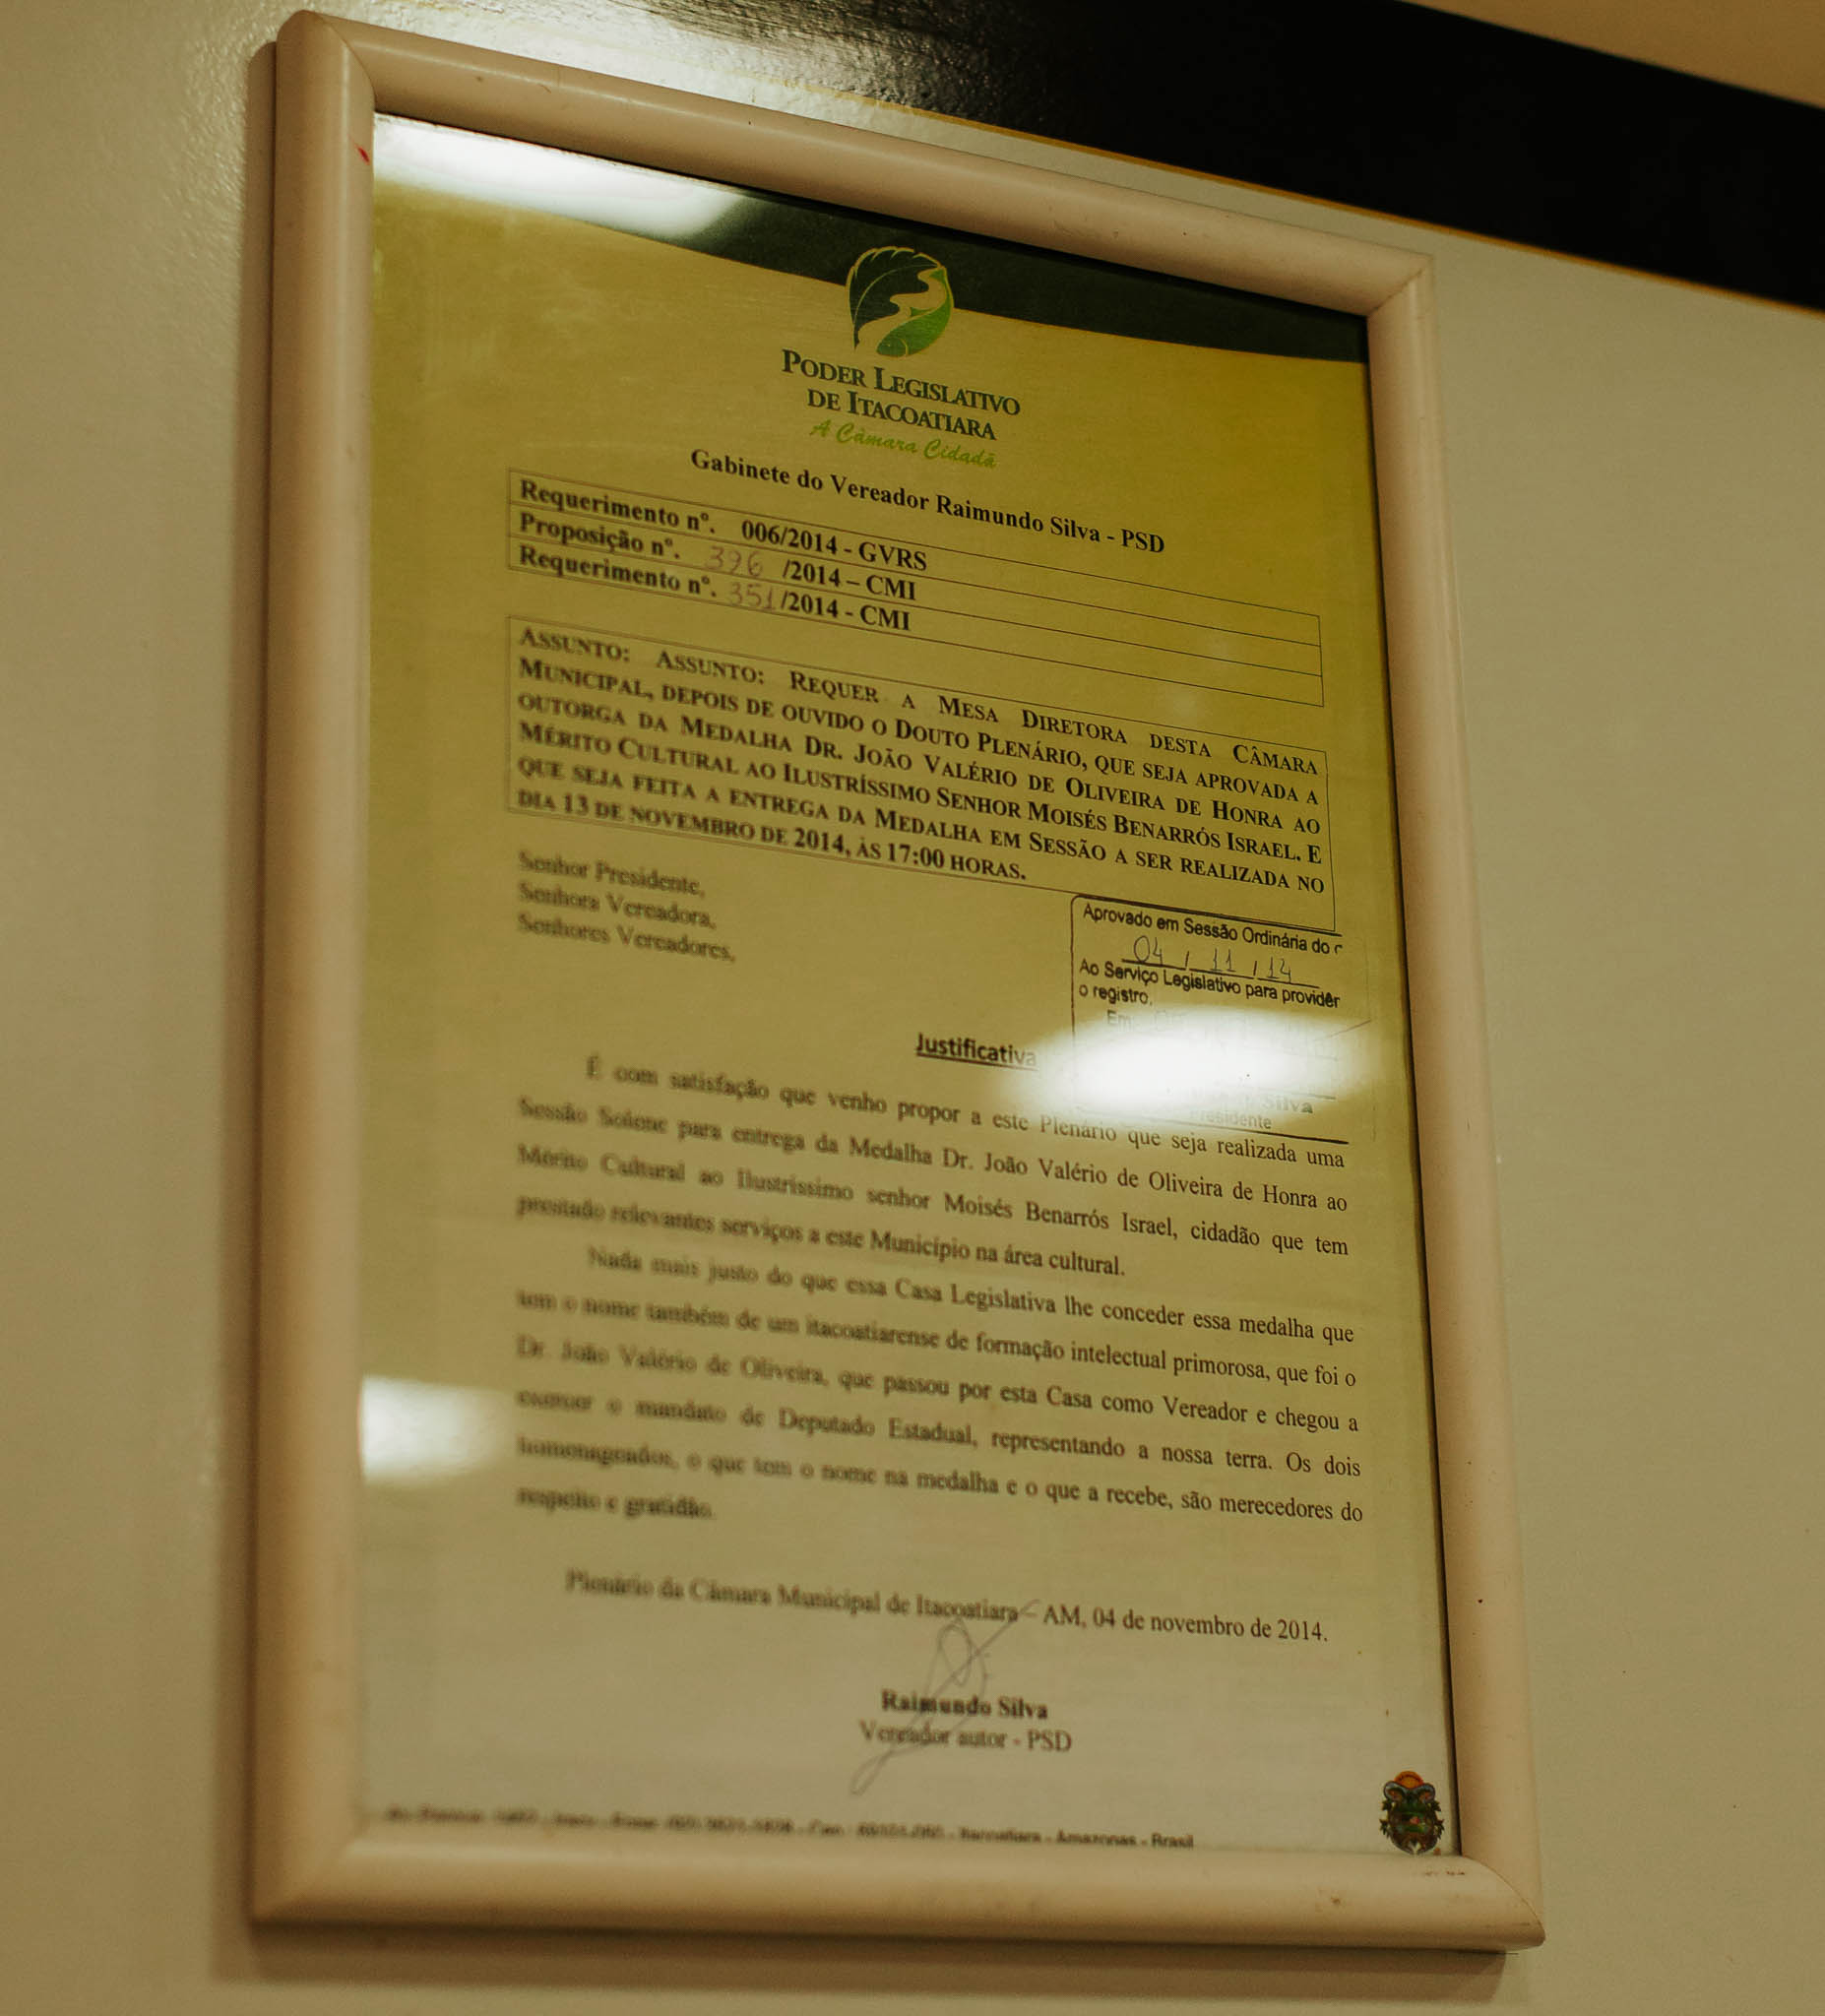 PODER LEGISLATIVO
DE ITACOATIARA
A Câmara Cidadã
Gabinete do Vereador Raimundo Silva - PSD
Requerimento nº. 006/2014 - GVRS
Proposição nº. 396 /2014 – CMI
Requerimento nº. 351/2014 - CMI
ASSUNTO: ASSUNTO: REQUER A MESA DIRETORA DESTA CÂMARA
MUNICIPAL, DEPOIS DE OUVIDO O DOUTO PLENÁRIO, QUE SEJA APROVADA A
OUTORGA DA MEDALHA DR. JOÃO VALÉRIO DE OLIVEIRA DE HONRA AO
MÉRITO CULTURAL AO ILUSTRÍSSIMO SENHOR MOISÉS BENARRÓS ISRAEL. E
QUE SEJA FEITA A ENTREGA DA MEDALHA EM SESSÃO A SER REALIZADA NO
DIA 13 DE NOVEMBRO DE 2014, ÀS 17:00 HORAS.
Senhor Presidente,
Senhora Vereadora,
Senhores Vereadores,
Aprovado em Sessão Ordinária do
04 / 11 / 14
Ao Serviço Legislativo para providên
o registro.
Em
Silva
Presidente
Justificativa
É com satisfação que venho propor a este Plenário que seja realizada uma
Sessão Solene para entrega da Medalha Dr. João Valério de Oliveira de Honra ao
Mérito Cultural ao Ilustríssimo senhor Moisés Benarrós Israel, cidadão que tem
prestado relevantes serviços a este Município na área cultural.
Nada mais justo do que essa Casa Legislativa lhe conceder essa medalha que
tem o nome também de um itacoatiarense de formação intelectual primorosa, que foi o
Dr. João Valério de Oliveira, que passou por esta Casa como Vereador e chegou a
exercer o mandato de Deputado Estadual, representando a nossa terra. Os dois
homenageados, o que tem o nome na medalha e o que a recebe, são merecedores do
respeito e gratidão.
Plenário da Câmara Municipal de Itacoatiara – AM, 04 de novembro de 2014.
Raimundo Silva
Vereador autor - PSD
Itacoatiara - Amazonas - Brasil